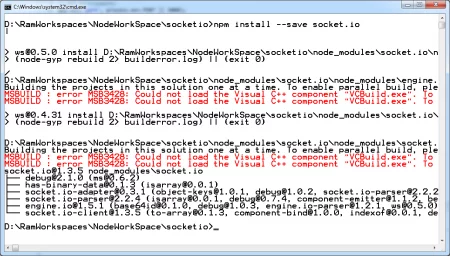 C:\Windows\system32\cmd.exe
D:\RamWorkspaces\NodeWorkSpace\socketio>npm install --save socket.io
|
> ws@0.5.0 install D:\RamWorkspaces\NodeWorkSpace\socketio\node_modules\socket.io\n
> (node-gyp rebuild 2> builderror.log) || (exit 0)
/
D:\RamWorkspaces\NodeWorkSpace\socketio\node_modules\socket.io\node_modules\engine.
Building the projects in this solution one at a time. To enable parallel build, ple
MSBUILD : error MSB3428: Could not load the Visual C++ component "VCBuild.exe". To
MSBUILD : error MSB3428: Could not load the Visual C++ component "VCBuild.exe". To
> ws@0.4.31 install D:\RamWorkspaces\NodeWorkSpace\socketio\node_modules\socket.io\
> (node-gyp rebuild 2> builderror.log) || (exit 0)
D:\RamWorkspaces\NodeWorkSpace\socketio\node_modules\socket.io\node_modules\socket.
Building the projects in this solution one at a time. To enable parallel build, ple
MSBUILD : error MSB3428: Could not load the Visual C++ component "VCBuild.exe". To
MSBUILD : error MSB3428: Could not load the Visual C++ component "VCBuild.exe". To
socket.io@1.3.5 node_modules\socket.io
├── debug@2.1.0 (ms@0.6.2)
├── has-binary-data@0.1.3 (isarray@0.0.1)
├── socket.io-adapter@0.3.1 (object-keys@1.0.1, debug@1.0.2, socket.io-parser@2.2.2
├── socket.io-parser@2.2.4 (isarray@0.0.1, debug@0.7.4, component-emitter@1.1.2, be
├── engine.io@1.5.1 (base64id@0.1.0, debug@1.0.3, engine.io-parser@1.2.1, ws@0.5.0)
└── socket.io-client@1.3.5 (to-array@0.1.3, component-bind@1.0.0, indexof@0.0.1, de
D:\RamWorkspaces\NodeWorkSpace\socketio>_